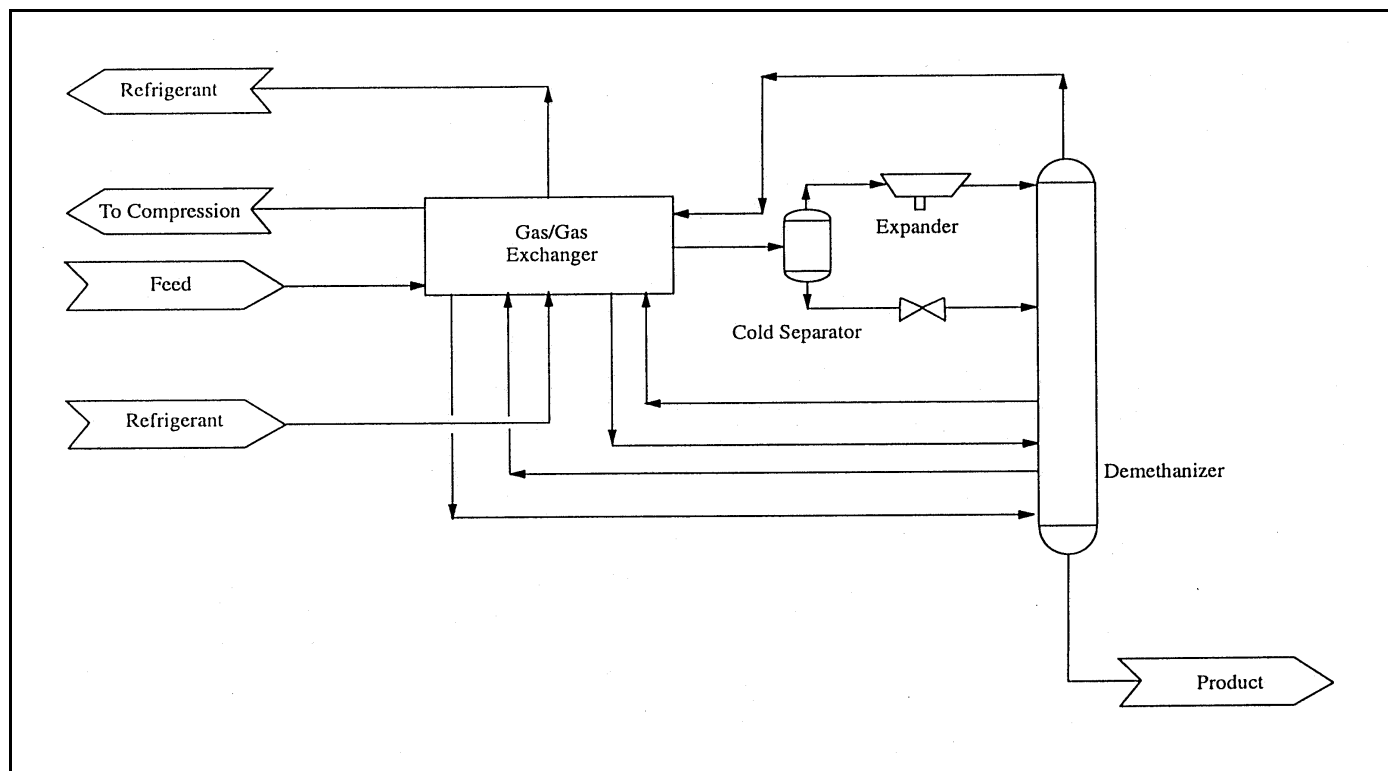 Refrigerant
To Compression
Gas/Gas
Exchanger
Expander
Feed
Cold Separator
Refrigerant
Demethanizer
Product